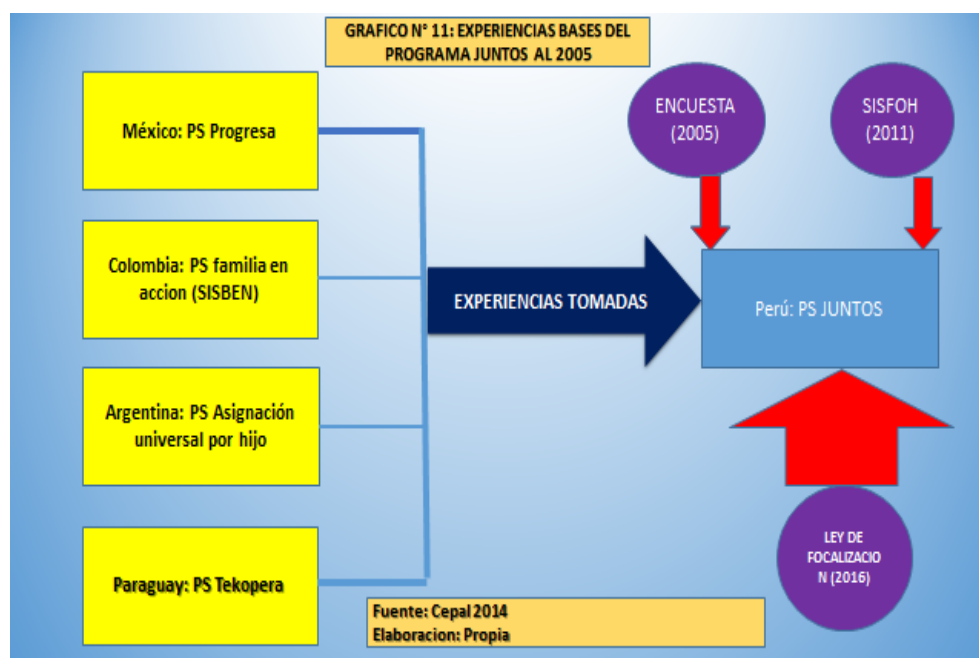 GRAFICO N° 11: EXPERIENCIAS BASES DEL
PROGRAMA JUNTOS AL 2005
México: PS Progresa
Colombia: PS familia en
accion (SISBEN)
Argentina: PS Asignación
universal por hijo
Paraguay: PS Tekopera
EXPERIENCIAS TOMADAS
ENCUESTA
(2005)
SISFOH
(2011)
Perú: PS JUNTOS
LEY DE
FOCALIZACIO
N (2016)
Fuente: Cepal 2014
Elaboracion: Propia